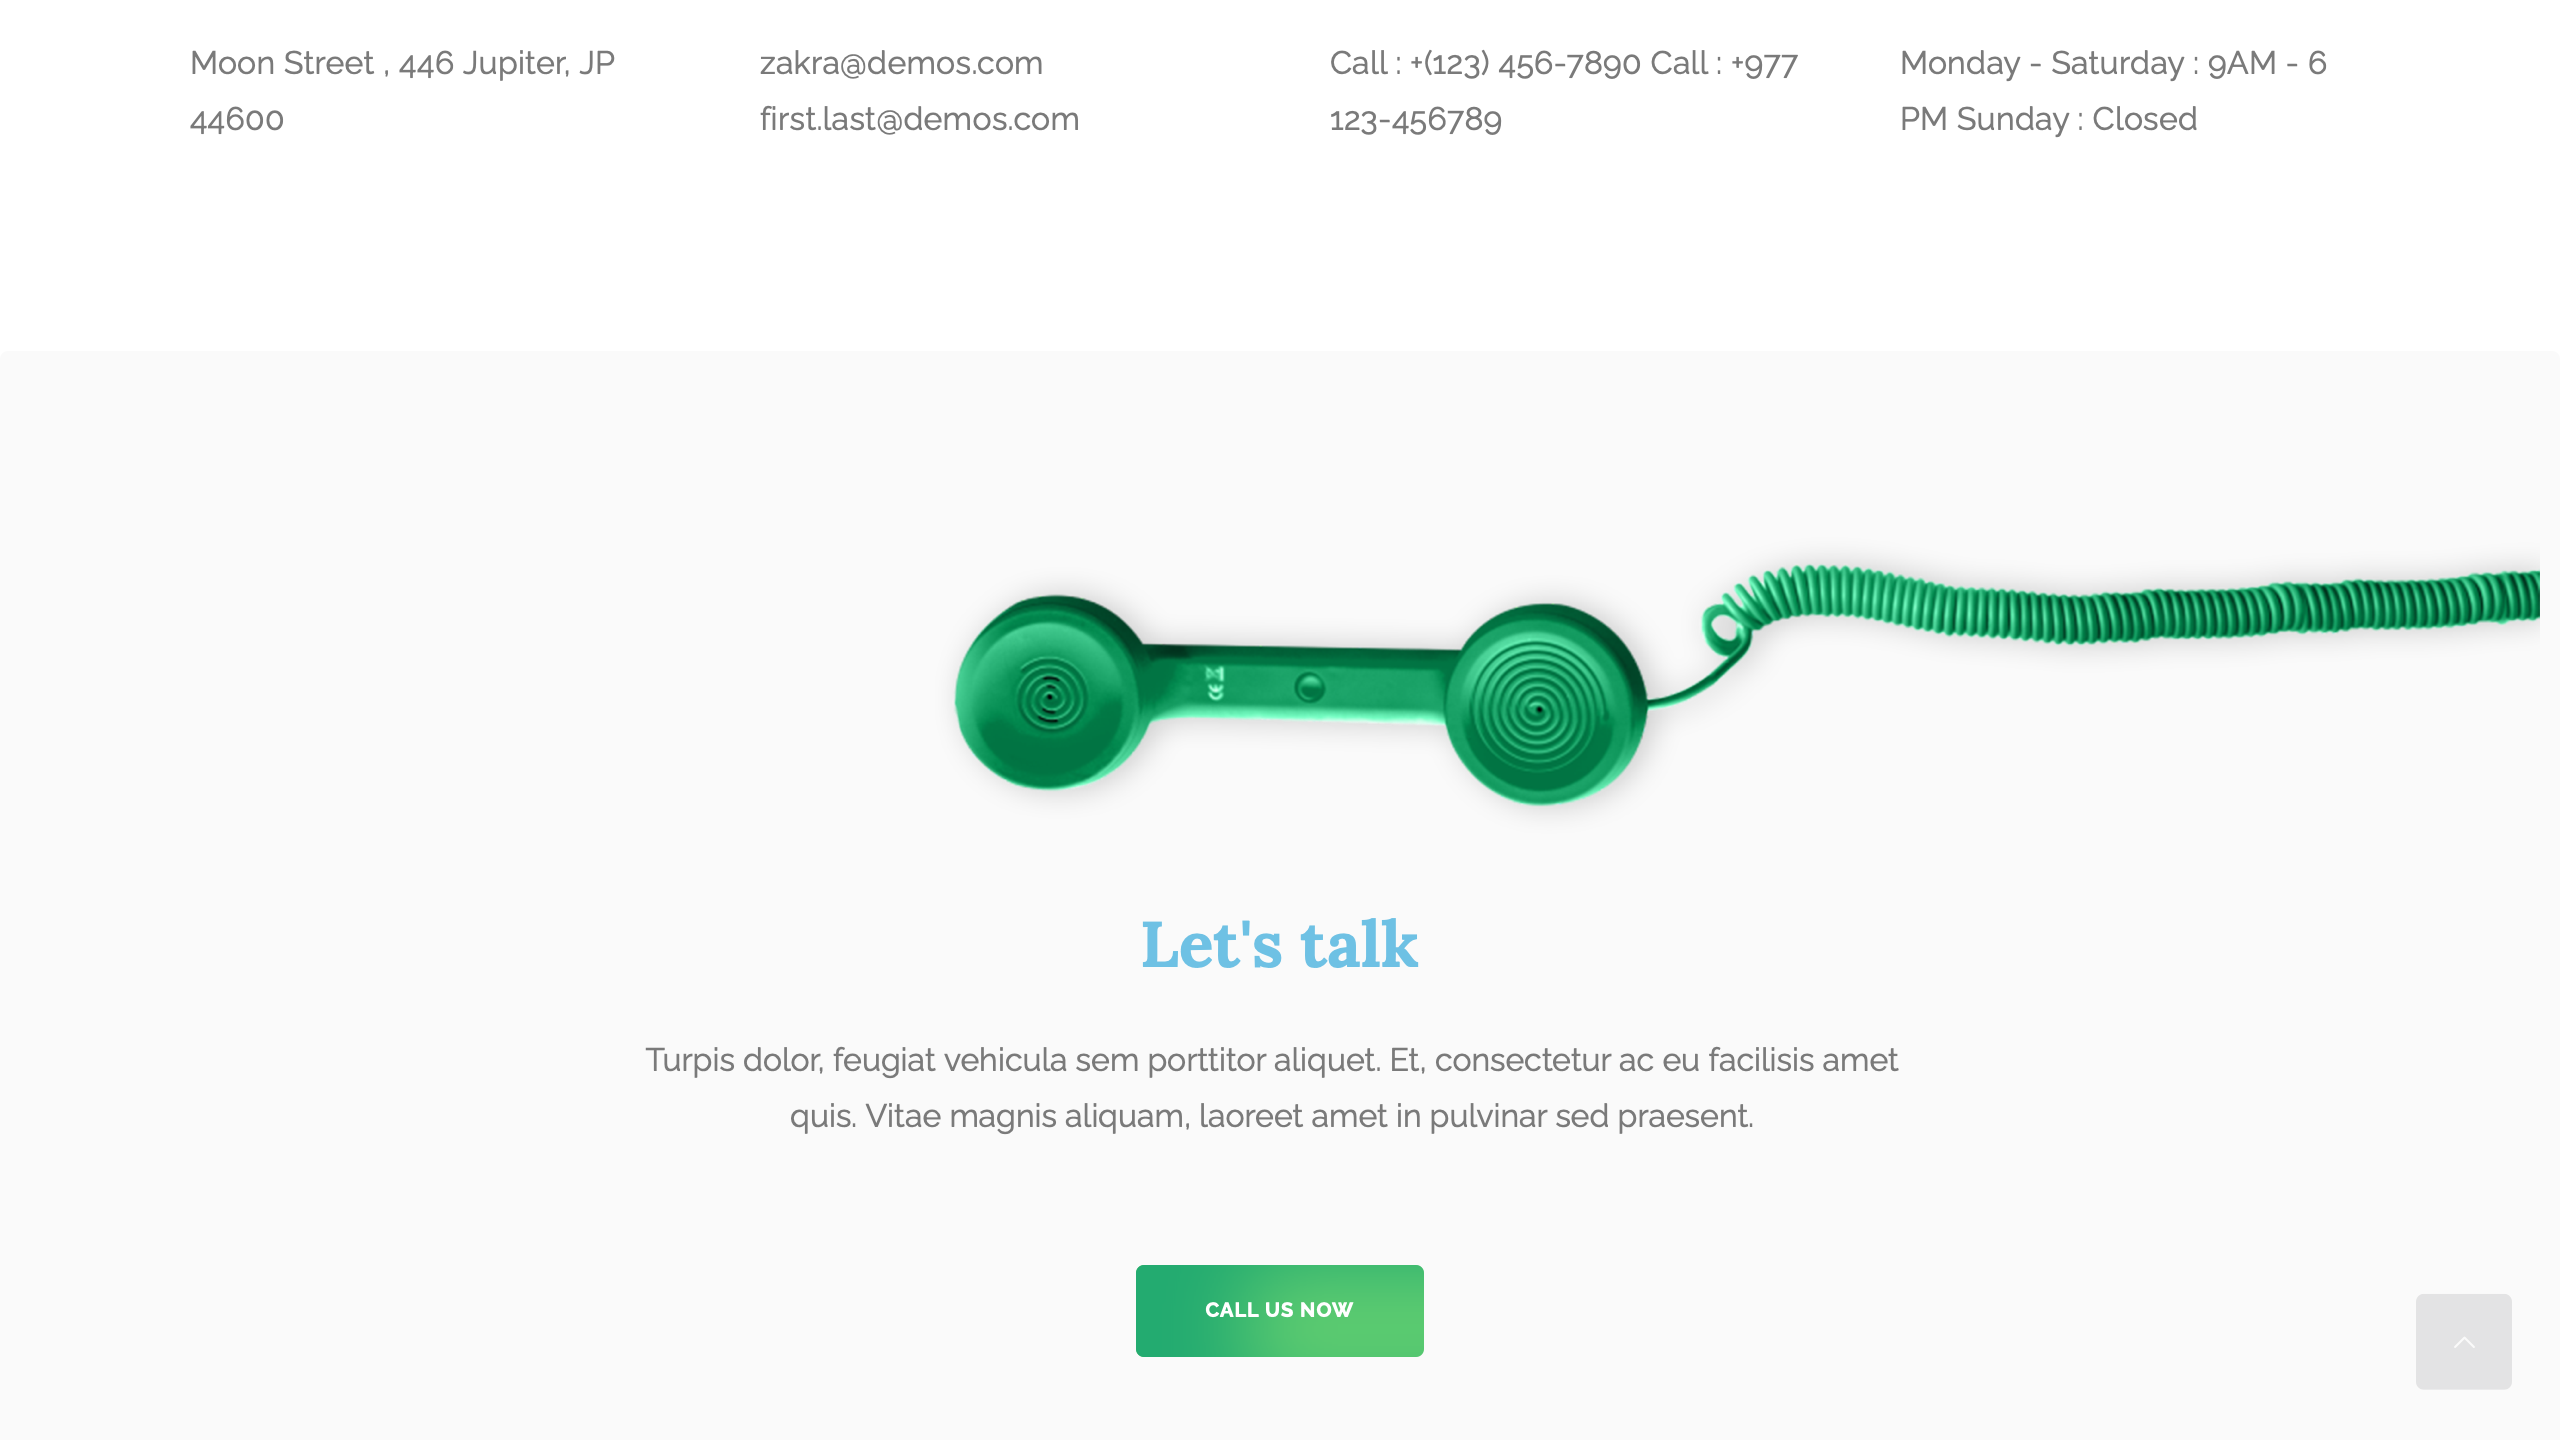 Moon Street , 446 Jupiter, JP
44600
zakra@demos.com
first.last@demos.com
Call : +(123) 456-7890 Call : +977
123-456789
Monday - Saturday : 9AM - 6
PM Sunday : Closed
CE
Let's talk
Turpis dolor, feugiat vehicula sem porttitor aliquet. Et, consectetur ac eu facilisis amet
quis. Vitae magnis aliquam, laoreet amet in pulvinar sed praesent.
CALL US NOW